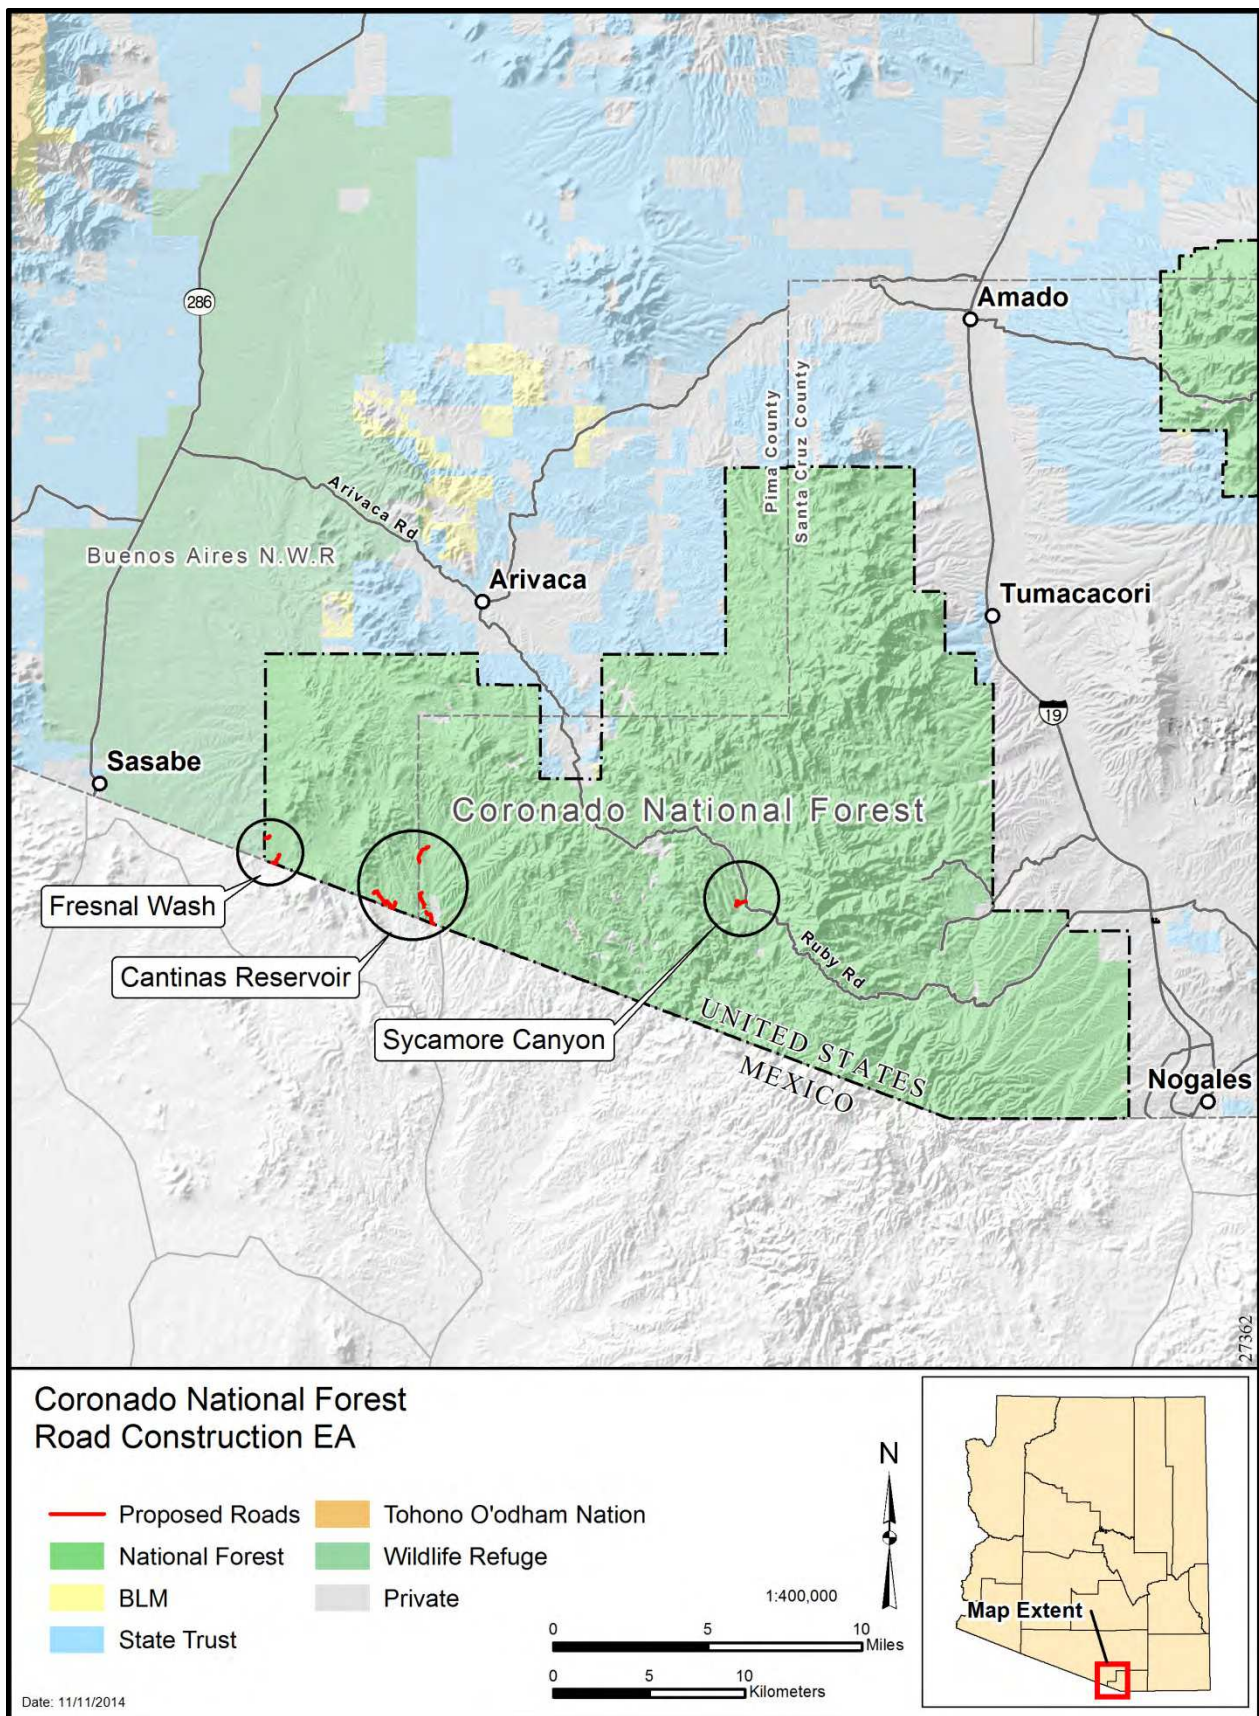 286
Amado
Pima County
Santa Cruz County
Arivaca Rd
Buenos Aires N.W.R
Arivaca
Tumacacori
19
Sasabe
Coronado National Forest
Fresnal Wash
Cantinas Reservoir
Ruby Rd
Sycamore Canyon
UNITED STATES
MEXICO
Nogales
27362
Coronado National Forest
Road Construction EA
Proposed Roads
National Forest
BLM
State Trust
Tohono O'odham Nation
Wildlife Refuge
Private
N
1:400,000
0 5 10
Miles
0 5 10
Kilometers
Map Extent
Date: 11/11/2014